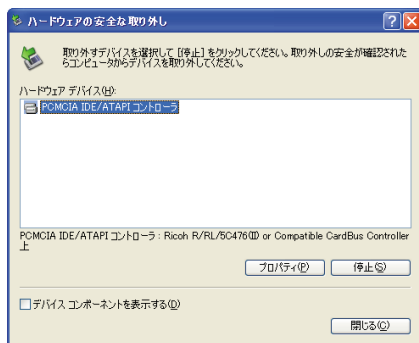 ハードウェアの安全な取り外し
取り外すデバイスを選択して [停止] をクリックしてください。取り外しの安全が確認された
らコンピュータからデバイスを取り外してください。
ハードウェア デバイス(H):
PCMCIA IDE/ATAPI コントローラ
PCMCIA IDE/ATAPI コントローラ : Ricoh R/RL/5C476(II) or Compatible CardBus Controller
上
プロパティ(P) 停止(S)
デバイス コンポーネントを表示する(D)
閉じる(C)